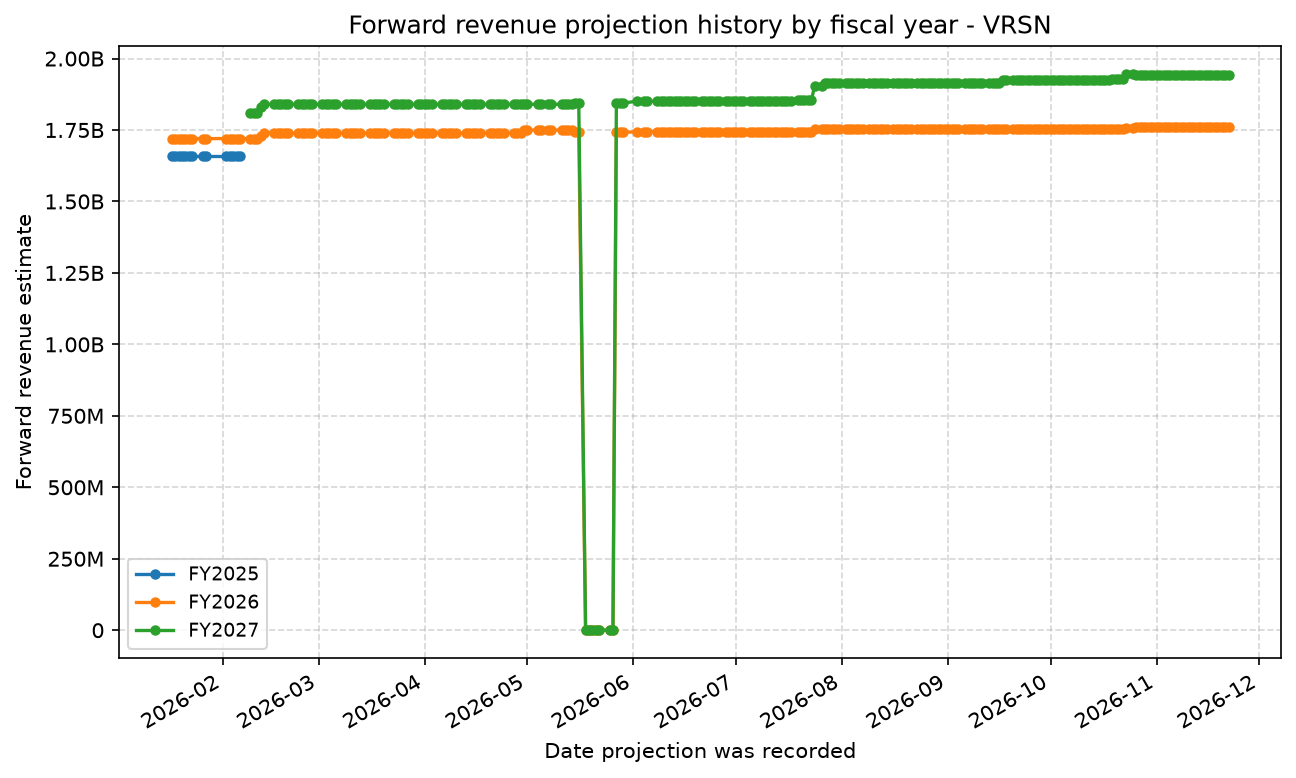 Forward revenue projection history by fiscal year - VRSN
Forward revenue estimate
2.00B
1.75B
1.50B
1.25B
1.00B
750M
500M
250M
0
FY2025
FY2026
FY2027
2026-02
2026-03
2026-04
2026-05
2026-06
2026-07
2026-08
2026-09
2026-10
2026-11
2026-12
Date projection was recorded